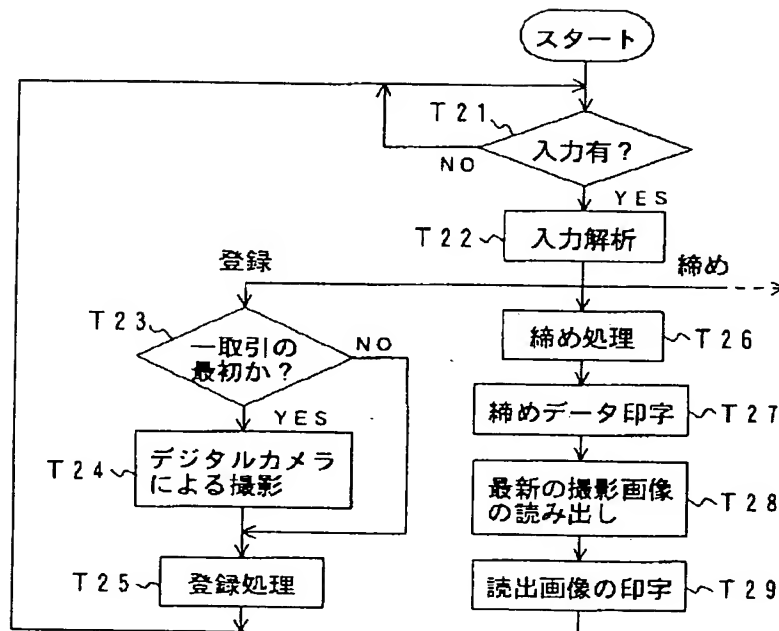 スタート
T21
入力有？
NO
YES
T22
入力解析
登録
締め
T23
一取引の
最初か？
NO
YES
T24
デジタルカメラ
による撮影
T25
登録処理
締め処理
T26
締めデータ印字
T27
最新の撮影画像
の読み出し
T28
読出画像の印字
T29